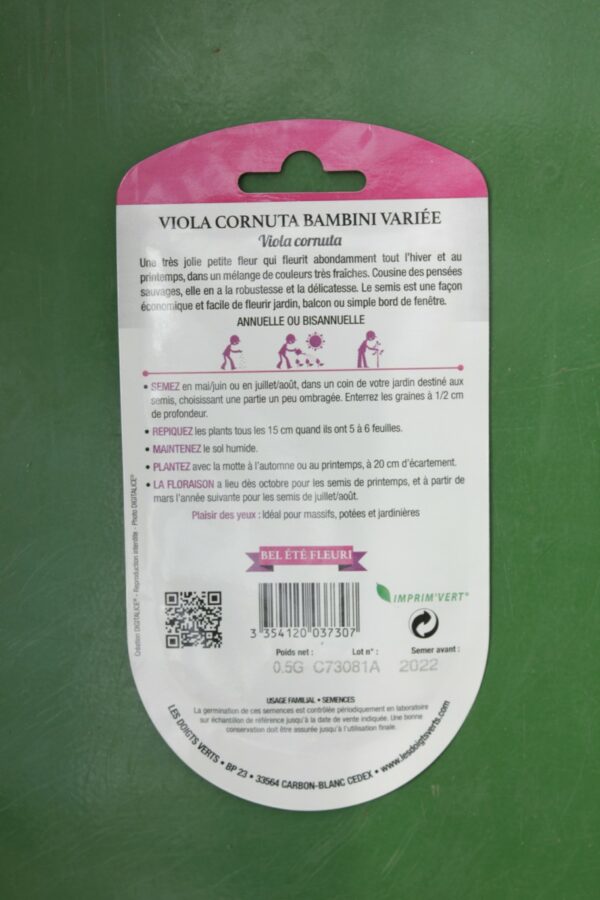 VIOLA CORNUTA BAMBINI VARIÉE
Viola cornuta
Une très jolie petite fleur qui fleurit abondamment tout l'hiver et au
printemps, dans un mélange de couleurs très fraîches. Cousine des pensées
sauvages, elle en a la robustesse et la délicatesse. Le semis est une façon
économique et facile de fleurir jardin, balcon ou simple bord de fenêtre.
ANNUELLE OU BISANNUELLE
• SEMEZ en mai/juin ou en juillet/août, dans un coin de votre jardin destiné aux
semis, choisissant une partie un peu ombragée. Enterrez les graines à 1/2 cm
de profondeur.
• REPIQUEZ les plants tous les 15 cm quand ils ont 5 à 6 feuilles.
• MAINTENEZ le sol humide.
• PLANTEZ avec la motte à l'automne ou au printemps, à 20 cm d'écartement.
• LA FLORAISON a lieu dès octobre pour les semis de printemps, et à partir de
mars l'année suivante pour les semis de juillet/août.
Plaisir des yeux : Idéal pour massifs, potées et jardinières
BEL ÉTÉ FLEURI
Création DIGITALICE® - Reproduction interdite - Photo DIGITALICE®
IMPRIM'VERT®
3 354120 037307
Poids net : Lot n° : Semer avant :
0.5G C73081A 2022
USAGE FAMILIAL • SEMENCES
La germination de ces semences est contrôlée périodiquement en laboratoire
sur échantillon de référence jusqu'à la date de vente indiquée. Une bonne
conservation doit être assurée jusqu'à l'utilisation finale.
LES DOIGTS VERTS • BP 23 • 33564 CARBON-BLANC CEDEX • www.lesdoigtsverts.com